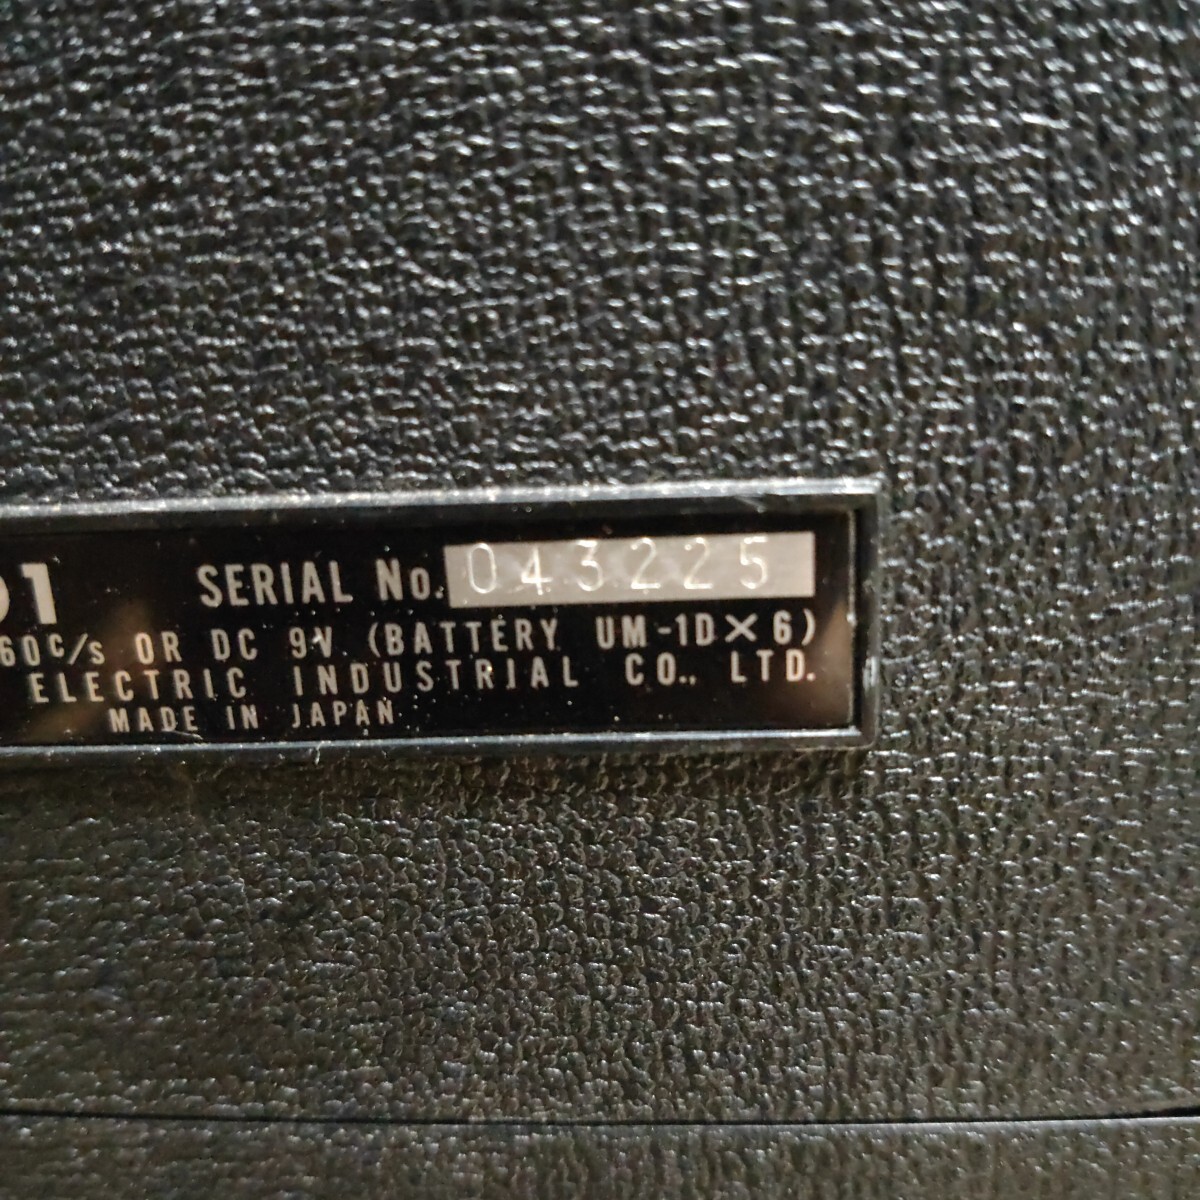 01 SERIAL No. 043225
60c/s OR DC 9V (BATTERY UM-1D×6)
ELECTRIC INDUSTRIAL CO., LTD.
MADE IN JAPAN